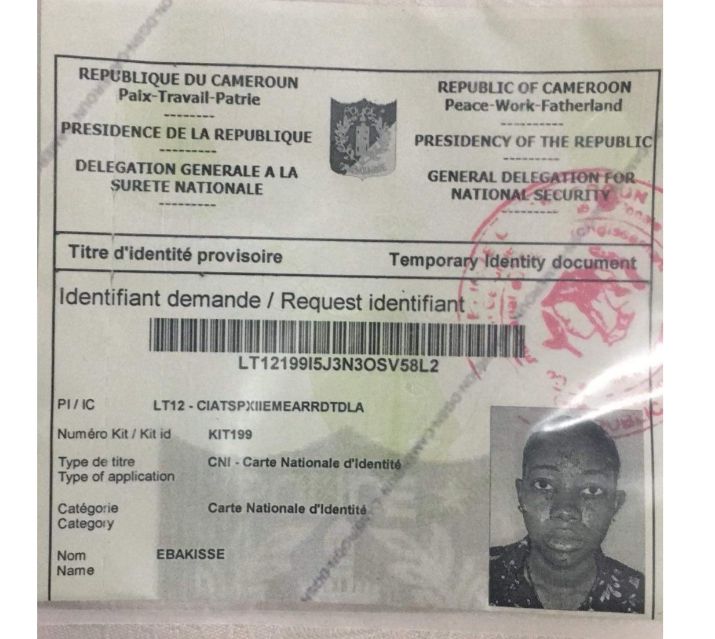 REPUBLIQUE DU CAMEROUN
Paix-Travail-Patrie
--------
PRESIDENCE DE LA REPUBLIQUE
---------
DELEGATION GENERALE A LA
SURETE NATIONALE
---------
REPUBLIC OF CAMEROON
Peace-Work-Fatherland
--------
PRESIDENCY OF THE REPUBLIC
---------
GENERAL DELEGATION FOR
NATIONAL SECURITY
---------
Titre d'identité provisoire
Temporary Identity document
Identifiant demande / Request identifiant
LT12199I5J3N3OSV58L2
PI / IC LT12 - CIATSPXIIEMEARRDTDLA
Numéro Kit / Kit id KIT199
Type de titre CNI - Carte Nationale d'Identité
Type of application
Catégorie Carte Nationale d'Identité
Category
Nom EBAKISSE
Name